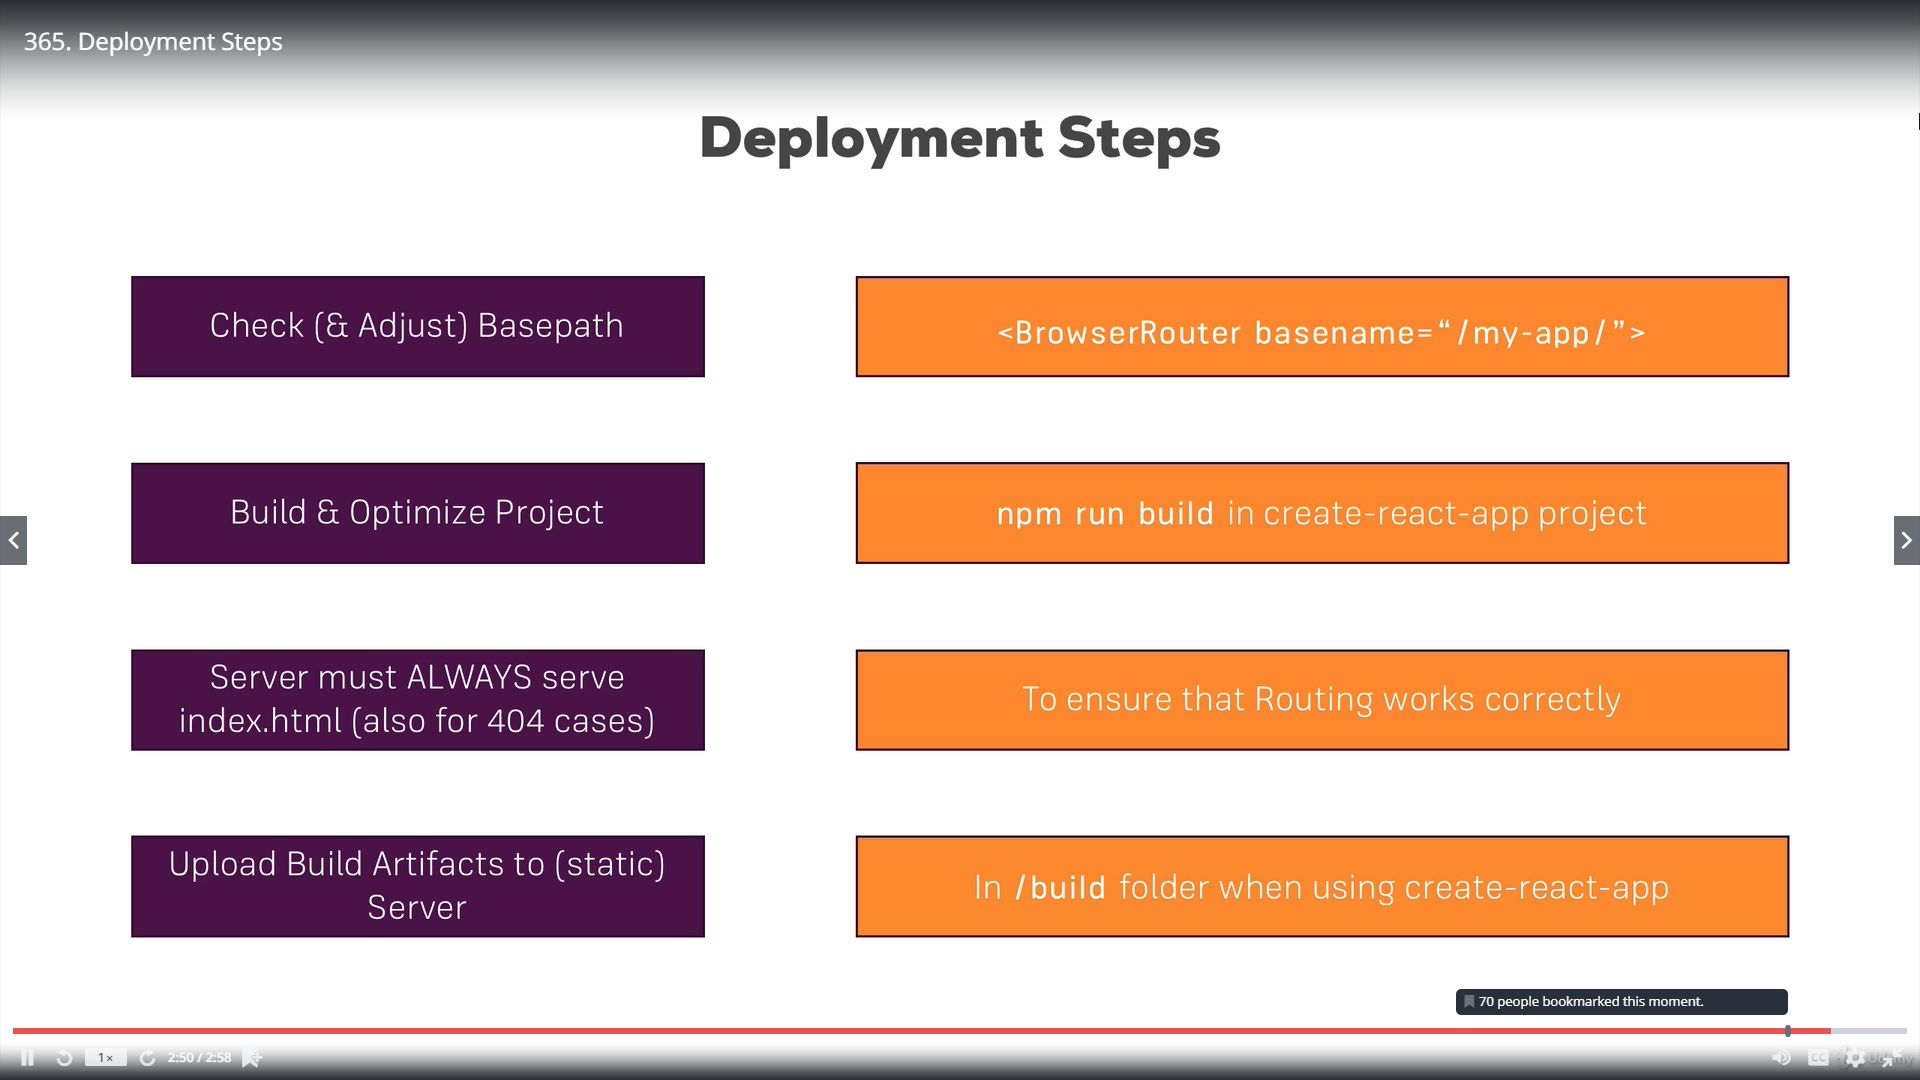 365. Deployment Steps
Deployment Steps
Check (& Adjust) Basepath
<BrowserRouter basename=“/my-app/”>
Build & Optimize Project
npm run build in create-react-app project
Server must ALWAYS serve
index.html (also for 404 cases)
To ensure that Routing works correctly
Upload Build Artifacts to (static)
Server
In /build folder when using create-react-app
70 people bookmarked this moment.
1×
2:50 / 2:58
CC